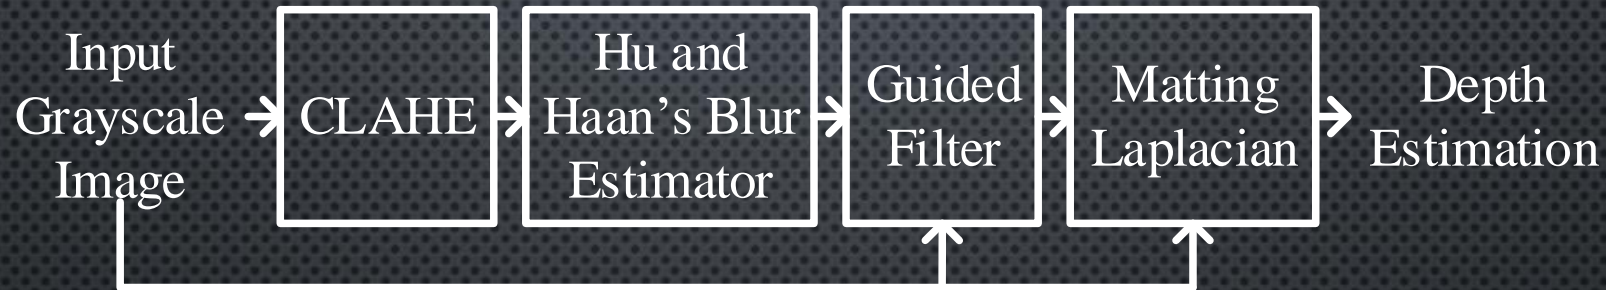 Input
Grayscale
Image
CLAHE
Hu and
Haan's Blur
Estimator
Guided
Filter
Matting
Laplacian
Depth
Estimation